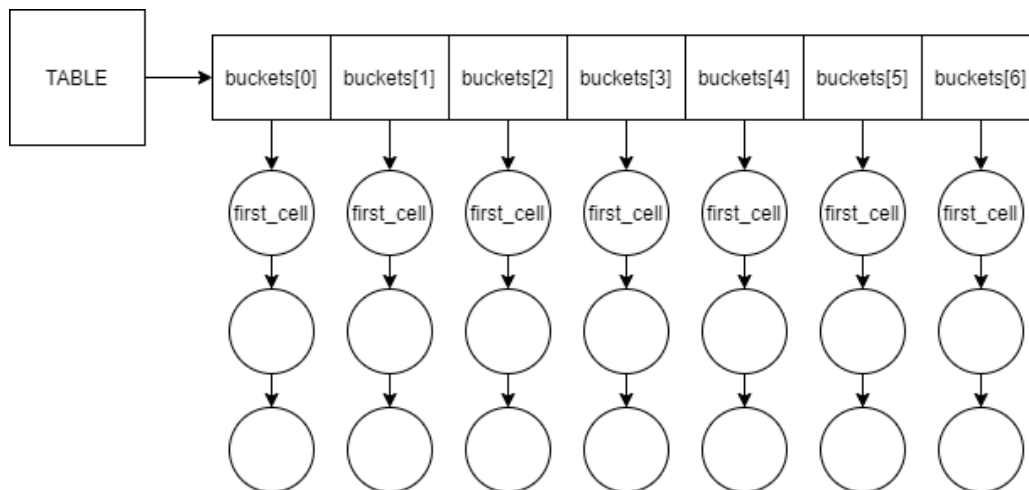 TABLE
buckets[0]
buckets[1]
buckets[2]
buckets[3]
buckets[4]
buckets[5]
buckets[6]
first_cell
first_cell
first_cell
first_cell
first_cell
first_cell
first_cell